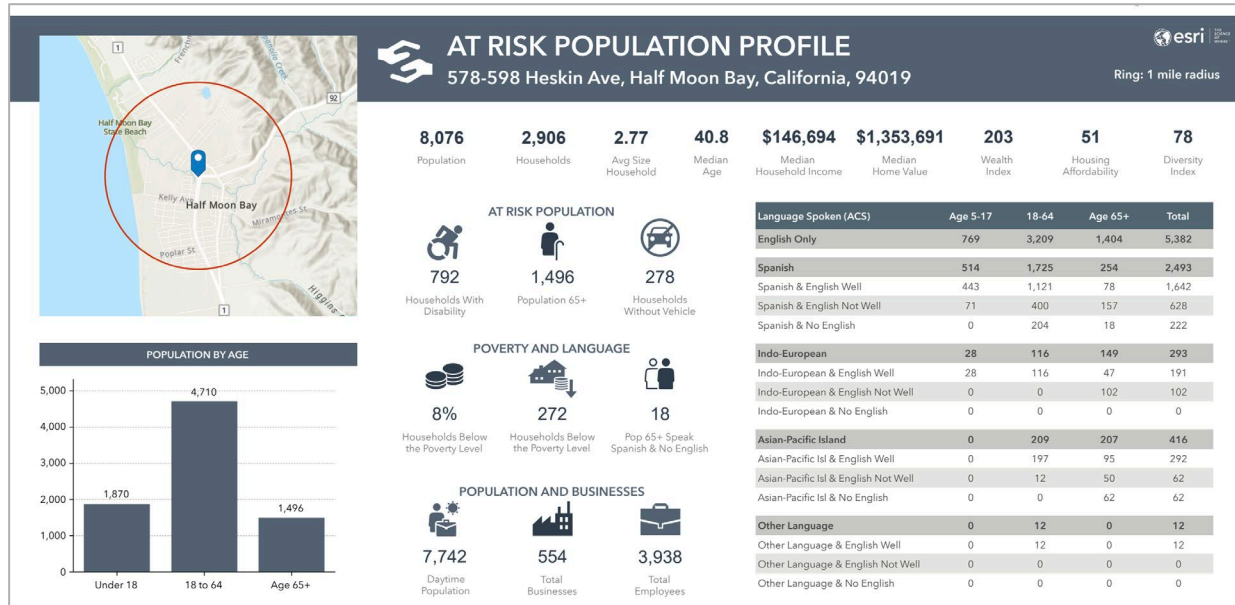 AT RISK POPULATION PROFILE
578-598 Heskin Ave, Half Moon Bay, California, 94019
esri
THE SCIENCE OF WHERE
Ring: 1 mile radius
1
92
Half Moon Bay State Beach
Kelly Ave
Half Moon Bay
Miramontes St
Poplar St
1
Higgins
8,076
Population
2,906
Households
2.77
Avg Size Household
40.8
Median Age
$146,694
Median Household Income
$1,353,691
Median Home Value
203
Wealth Index
51
Housing Affordability
78
Diversity Index
POPULATION BY AGE
5,000
4,000
3,000
2,000
1,000
0
1,870
4,710
1,496
Under 18
18 to 64
Age 65+
AT RISK POPULATION
792
Households With Disability
1,496
Population 65+
278
Households Without Vehicle
POVERTY AND LANGUAGE
8%
Households Below the Poverty Level
272
Households Below the Poverty Level
18
Pop 65+ Speak Spanish & No English
POPULATION AND BUSINESSES
7,742
Daytime Population
554
Total Businesses
3,938
Total Employees
Language Spoken (ACS) Age 5-17 18-64 Age 65+ Total
English Only 769 3,209 1,404 5,382
Spanish 514 1,725 254 2,493
Spanish & English Well 443 1,121 78 1,642
Spanish & English Not Well 71 400 157 628
Spanish & No English 0 204 18 222
Indo-European 28 116 149 293
Indo-European & English Well 28 116 47 191
Indo-European & English Not Well 0 0 102 102
Indo-European & No English 0 0 0 0
Asian-Pacific Island 0 209 207 416
Asian-Pacific Isl & English Well 0 197 95 292
Asian-Pacific Isl & English Not Well 0 12 50 62
Asian-Pacific Isl & No English 0 0 62 62
Other Language 0 12 0 12
Other Language & English Well 0 12 0 12
Other Language & English Not Well 0 0 0 0
Other Language & No English 0 0 0 0